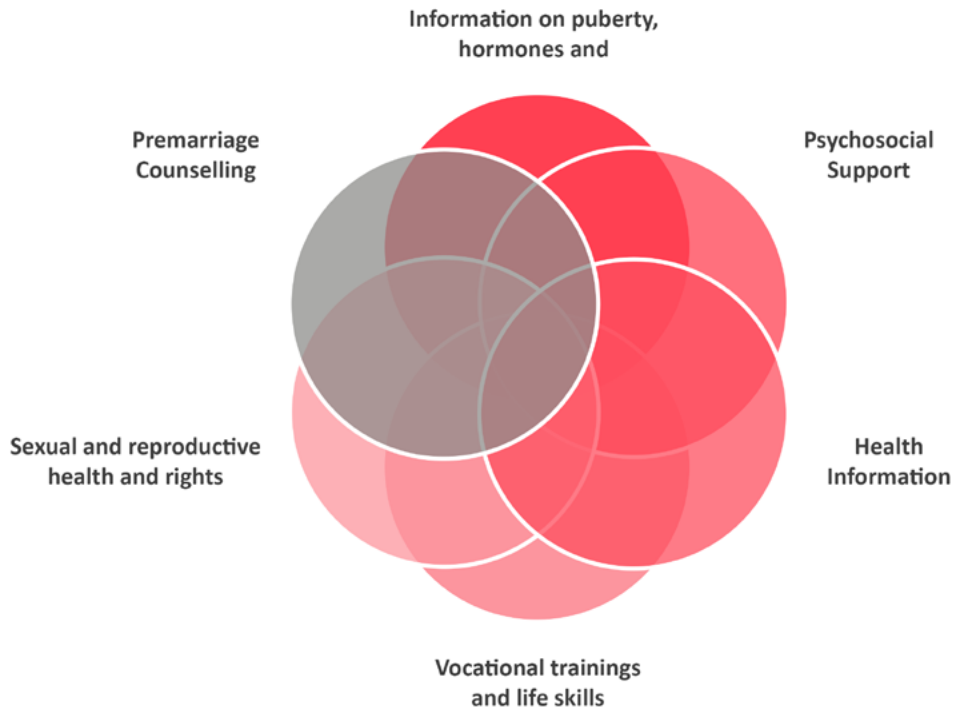 Information on puberty,
hormones and
Premarriage
Counselling
Psychosocial
Support
Sexual and reproductive
health and rights
Health
Information
Vocational trainings
and life skills